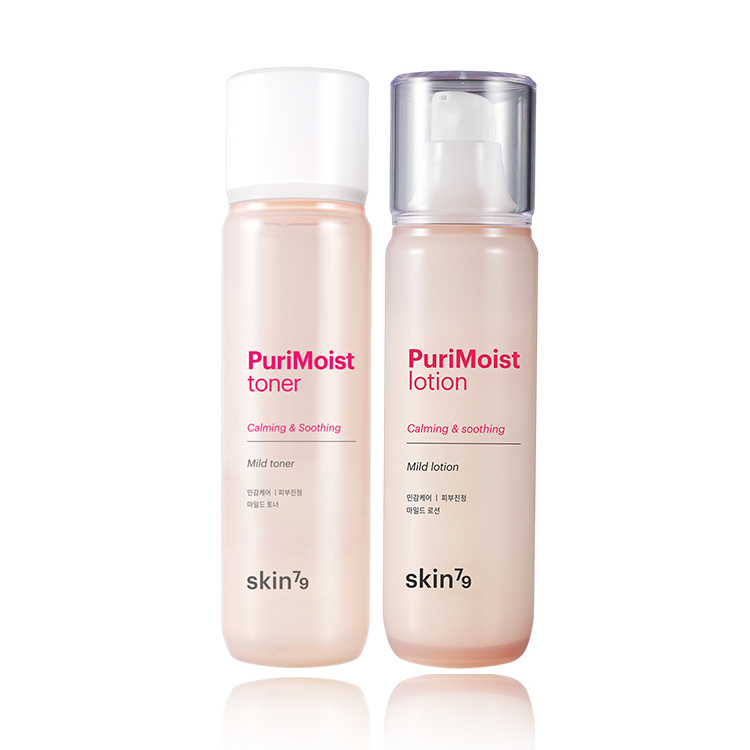 PuriMoist
toner
Calming & Soothing
Mild toner
민감케어 | 피부진정
마일드 토너
skin79
PuriMoist
lotion
Calming & soothing
Mild lotion
민감케어 | 피부진정
마일드 로션
skin79